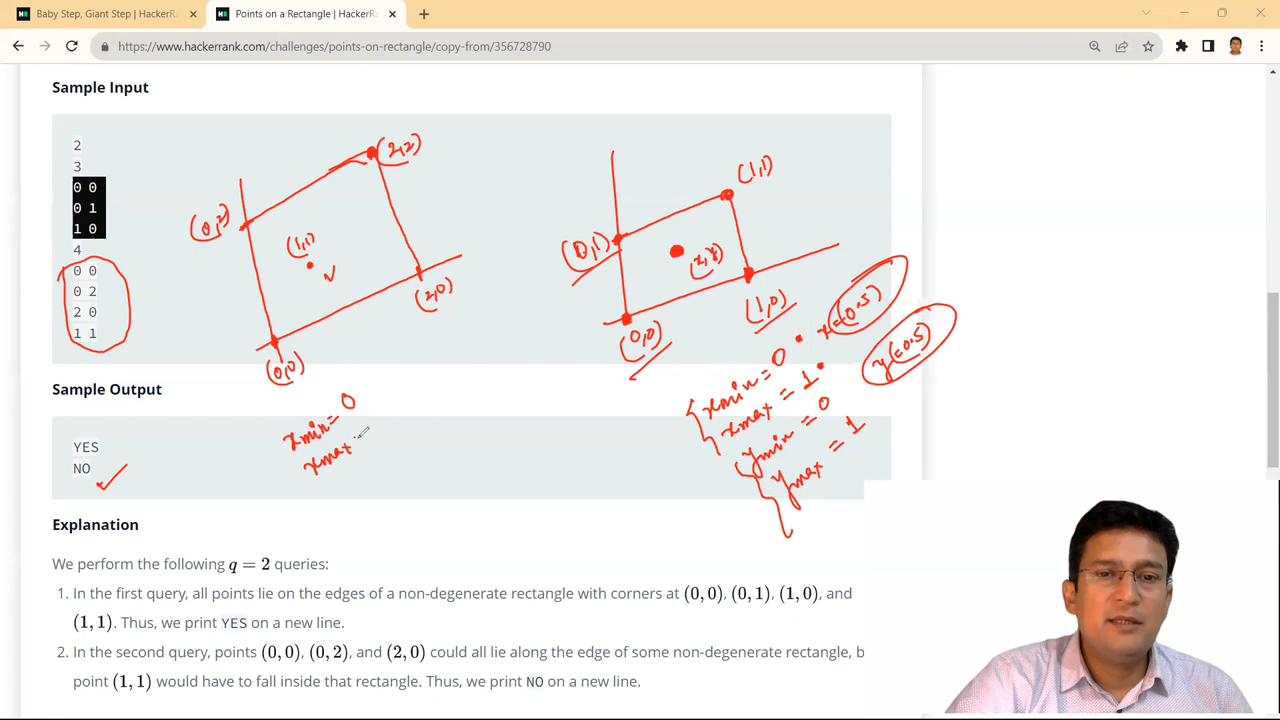 Baby Step, Giant Step | HackerRa
Points on a Rectangle | HackerRa
https://www.hackerrank.com/challenges/points-on-rectangle/copy-from/356728790
Sample Input
2
3
0 0
0 1
1 0
4
0 0
0 2
2 0
1 1
(2,2)
(0,2)
(1,1)
(2,0)
(0,0)
(1,1)
(0,1)
(x,y)
(1,0)
(0,0)
x=(0.5)
y(=0.5)
xmin = 0
xmax = 1
ymin = 0
ymax = 1
Sample Output
YES
NO
xmin = 0
xmax
Explanation
We perform the following q = 2 queries:
1. In the first query, all points lie on the edges of a non-degenerate rectangle with corners at (0, 0), (0, 1), (1, 0), and
(1, 1). Thus, we print YES on a new line.
2. In the second query, points (0, 0), (0, 2), and (2, 0) could all lie along the edge of some non-degenerate rectangle, b
point (1, 1) would have to fall inside that rectangle. Thus, we print NO on a new line.